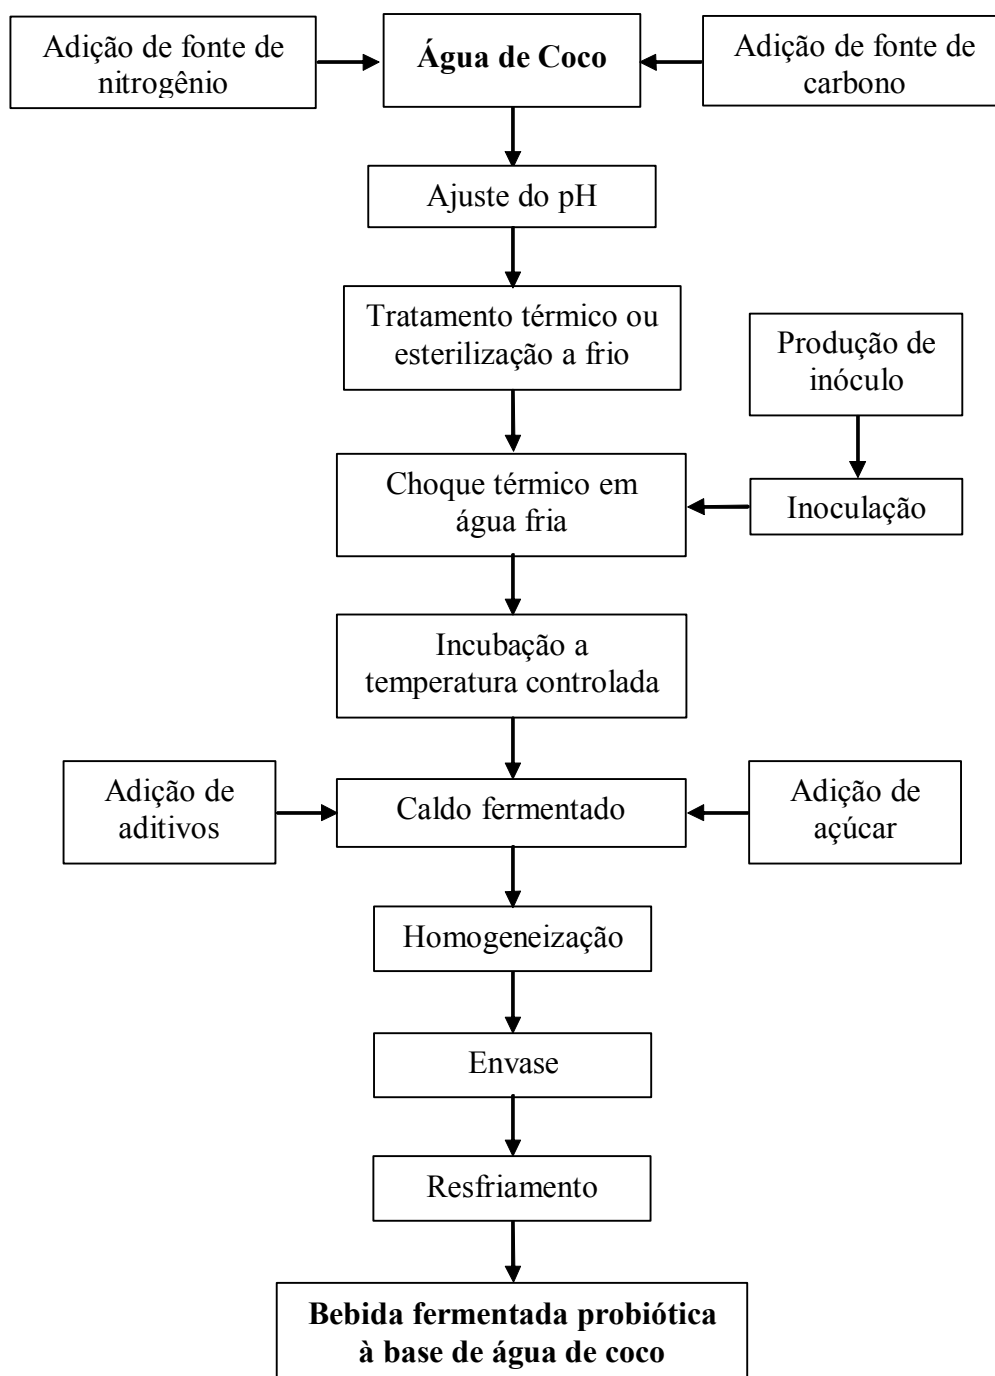 Adição de fonte de
nitrogênio
Água de Coco
Adição de fonte de
carbono
Ajuste do pH
Tratamento térmico ou
esterilização a frio
Produção de
inóculo
Choque térmico em
água fria
Inoculação
Incubação a
temperatura controlada
Adição de
aditivos
Caldo fermentado
Adição de
açúcar
Homogeneização
Envase
Resfriamento
Bebida fermentada probiótica
à base de água de coco